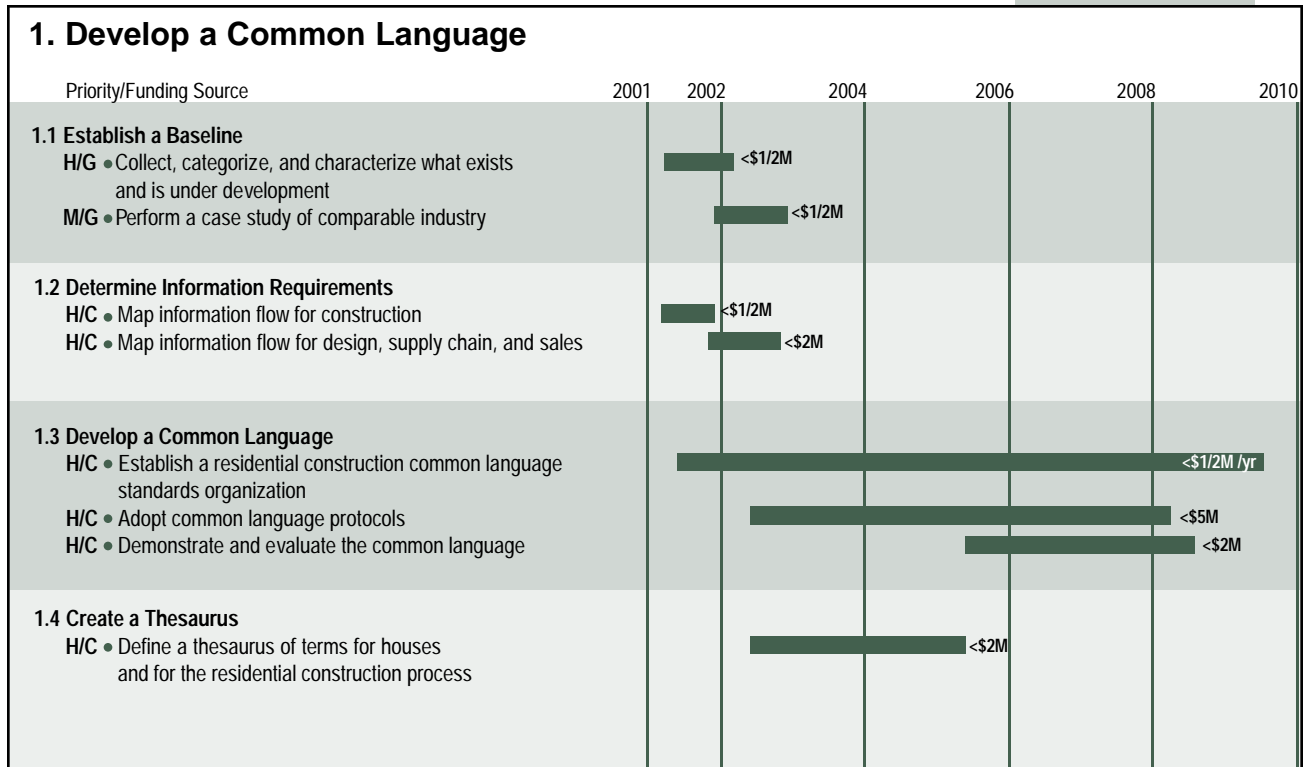 1. Develop a Common Language
Priority/Funding Source 2001 2002 2004 2006 2008 2010
1.1 Establish a Baseline
H/G • Collect, categorize, and characterize what exists <$1/2M
and is under development
M/G • Perform a case study of comparable industry <$1/2M
1.2 Determine Information Requirements
H/C • Map information flow for construction <$1/2M
H/C • Map information flow for design, supply chain, and sales <$2M
1.3 Develop a Common Language
H/C • Establish a residential construction common language <$1/2M /yr
standards organization
H/C • Adopt common language protocols <$5M
H/C • Demonstrate and evaluate the common language <$2M
1.4 Create a Thesaurus
H/C • Define a thesaurus of terms for houses <$2M
and for the residential construction process